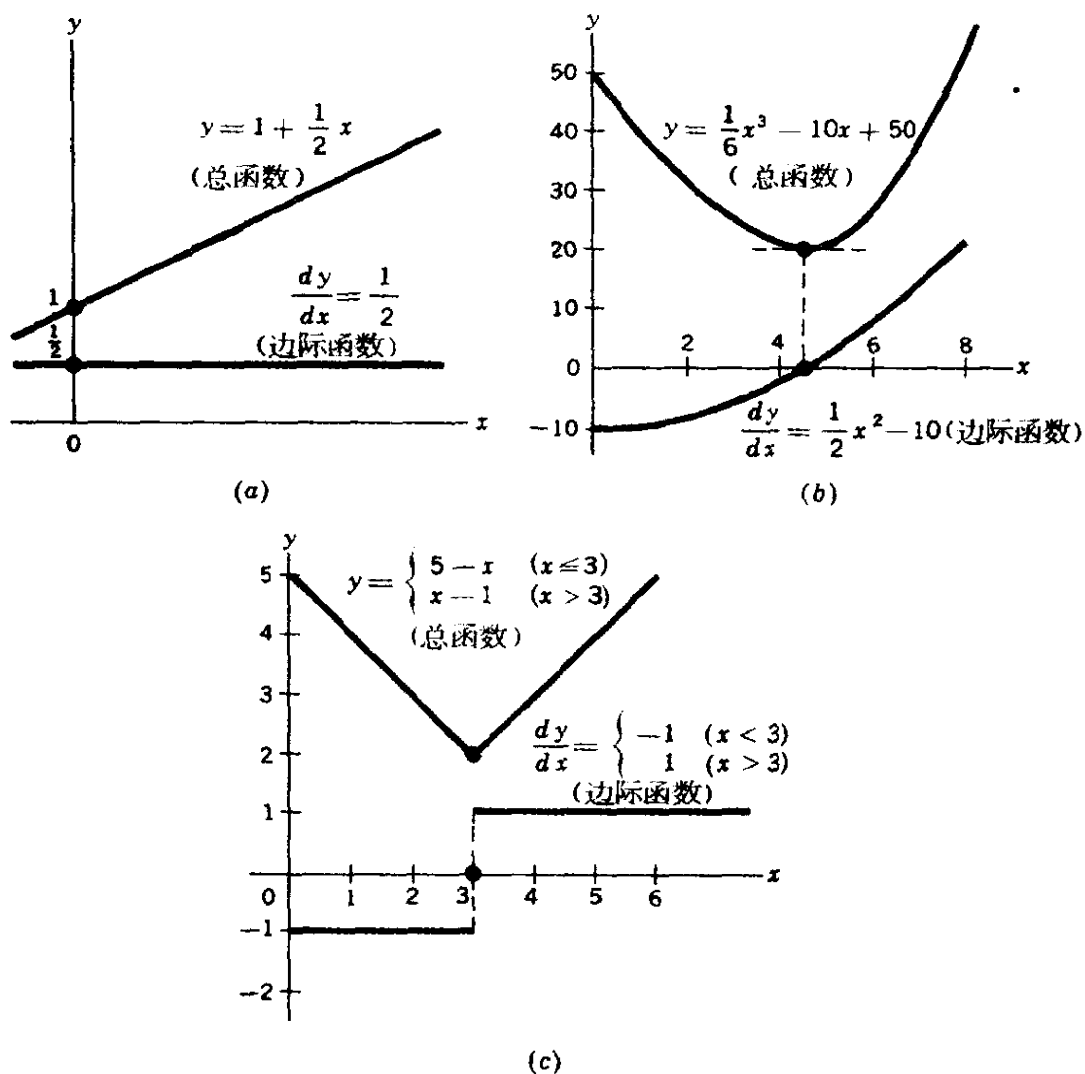 y
y = 1 + 1/2 x
(总函数)
dy/dx = 1/2
(边际函数)
1
1/2
0
x
(a)
y
50
40
30
20
10
0
-10
y = 1/6 x³ - 10x + 50
( 总函数)
2 4 6 8 x
dy/dx = 1/2 x² - 10(边际函数)
(b)
y
5
4
3
2
1
0
-1
-2
y = { 5 - x (x ≦ 3)
x - 1 (x > 3)
(总函数)
dy/dx = { -1 (x < 3)
1 (x > 3)
(边际函数)
1 2 3 4 5 6 x
(c)